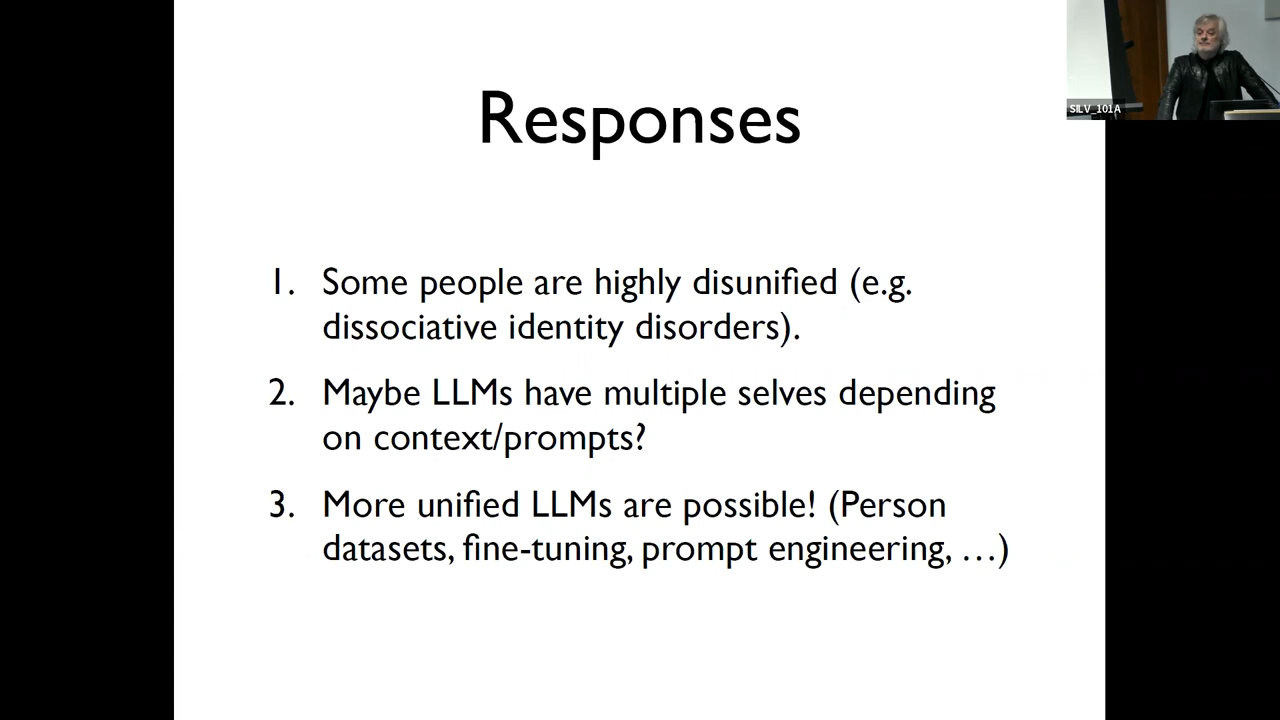 Responses
SILV_101A
1. Some people are highly disunified (e.g.
dissociative identity disorders).
2. Maybe LLMs have multiple selves depending
on context/prompts?
3. More unified LLMs are possible! (Person
datasets, fine-tuning, prompt engineering, …)